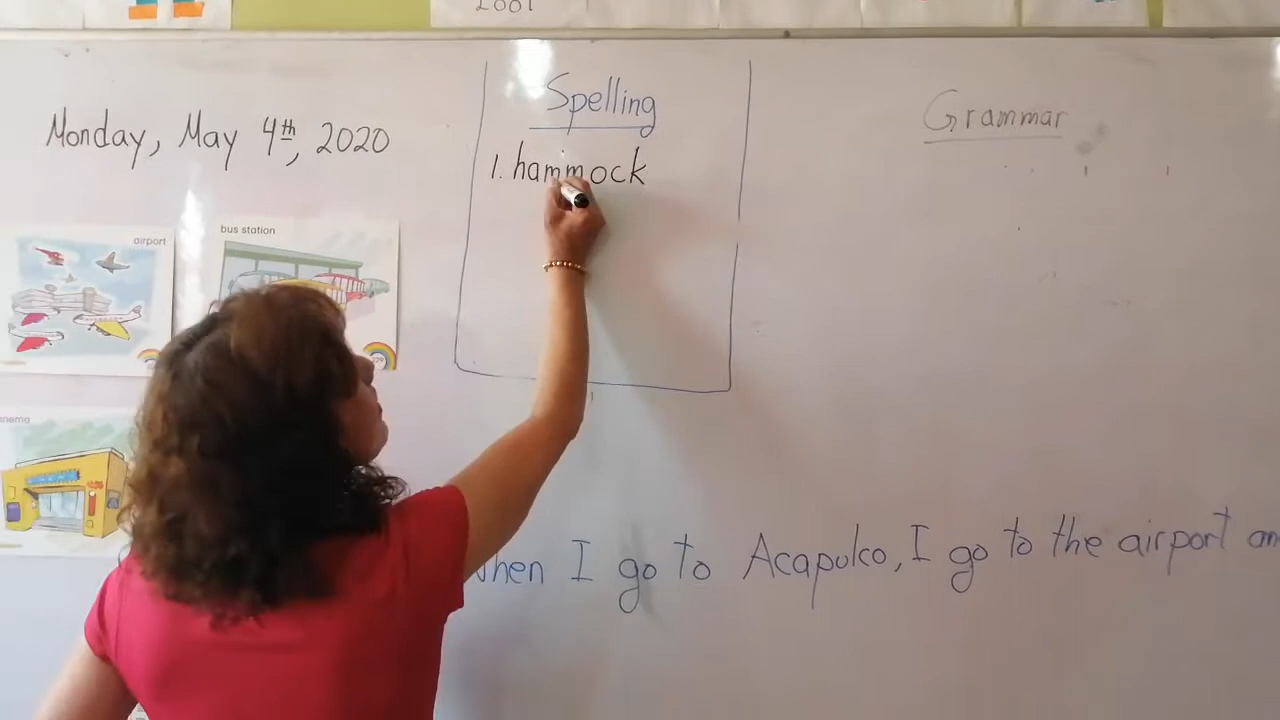 2001
Monday, May 4th, 2020
Spelling
1. hammock
Grammar
airport
bus station
When I go to Acapulco, I go to the airport